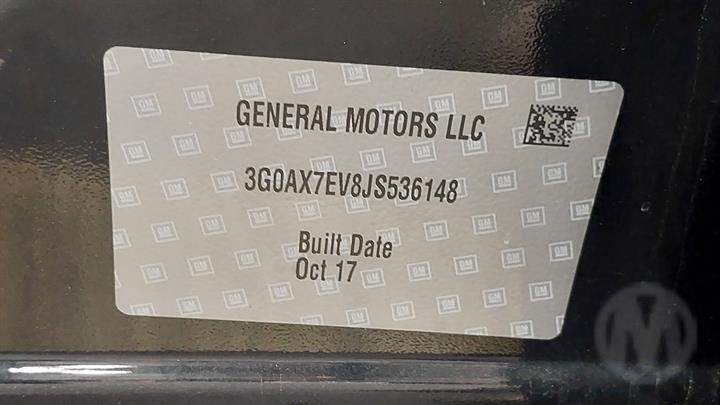 GENERAL MOTORS LLC
3G0AX7EV8JS536148
Built Date
Oct 17